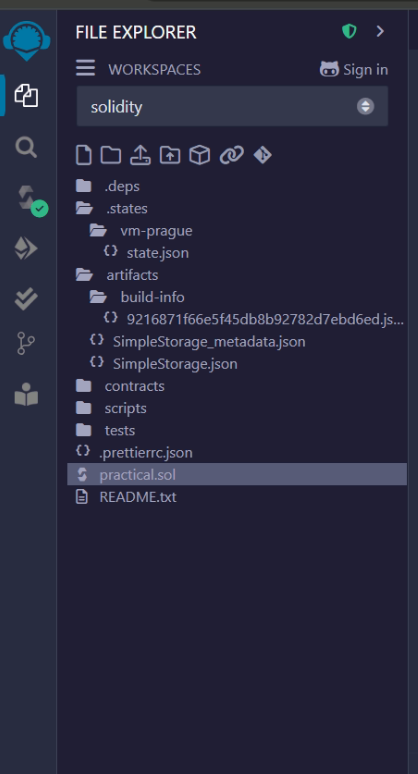 FILE EXPLORER
WORKSPACES
Sign in
solidity
.deps
.states
vm-prague
state.json
artifacts
build-info
9216871f66e5f45db8b92782d7ebd6ed.js...
SimpleStorage_metadata.json
SimpleStorage.json
contracts
scripts
tests
.prettierrc.json
practical.sol
README.txt